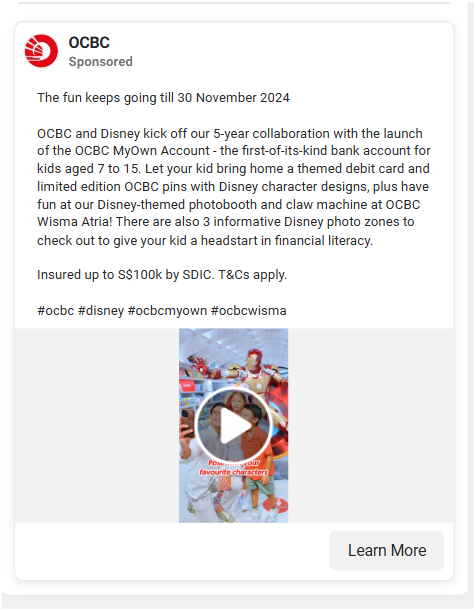 OCBC
Sponsored
The fun keeps going till 30 November 2024
OCBC and Disney kick off our 5-year collaboration with the launch
of the OCBC MyOwn Account - the first-of-its-kind bank account for
kids aged 7 to 15. Let your kid bring home a themed debit card and
limited edition OCBC pins with Disney character designs, plus have
fun at our Disney-themed photobooth and claw machine at OCBC
Wisma Atria! There are also 3 informative Disney photo zones to
check out to give your kid a headstart in financial literacy.
Insured up to S$100k by SDIC. T&Cs apply.
#ocbc #disney #ocbcmyown #ocbcwisma
your
favourite characters
Learn More